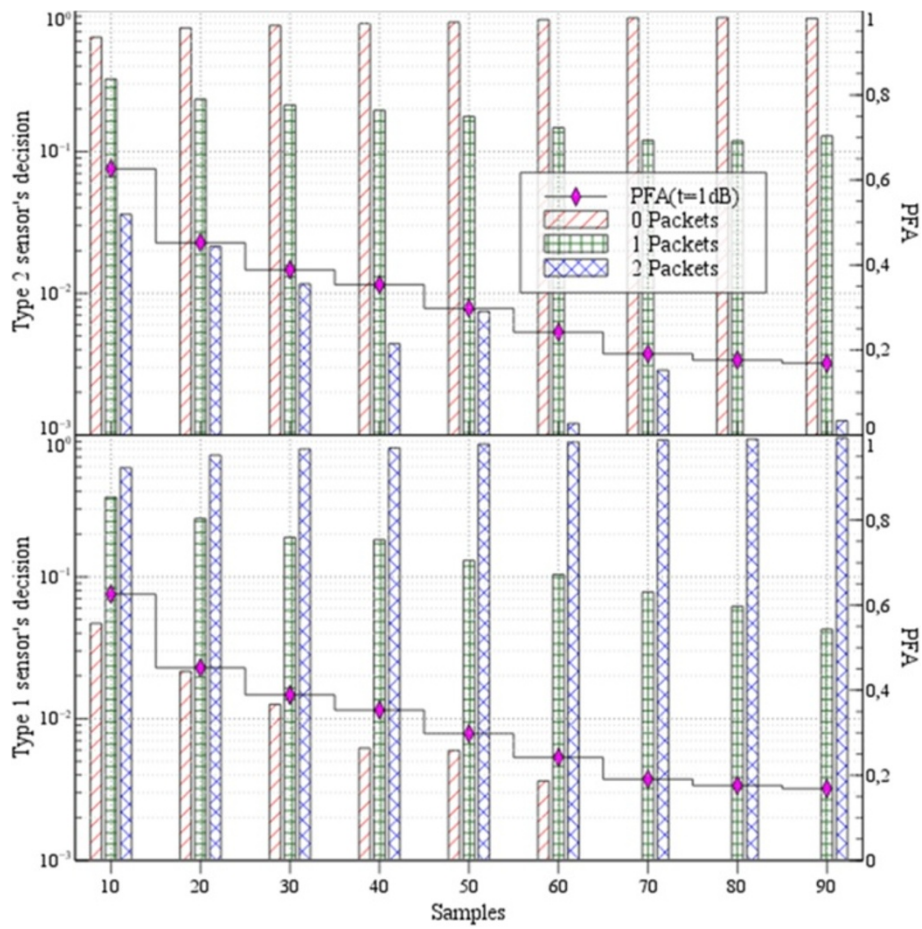 10⁰
10⁻¹
10⁻²
10⁻³
Type 2 sensor's decision
1
0,8
0,6
0,4
0,2
0
PFA
PFA(t=1dB)
0 Packets
1 Packets
2 Packets
10⁰
10⁻¹
10⁻²
10⁻³
Type 1 sensor's decision
1
0,8
0,6
0,4
0,2
0
PFA
10 20 30 40 50 60 70 80 90
Samples